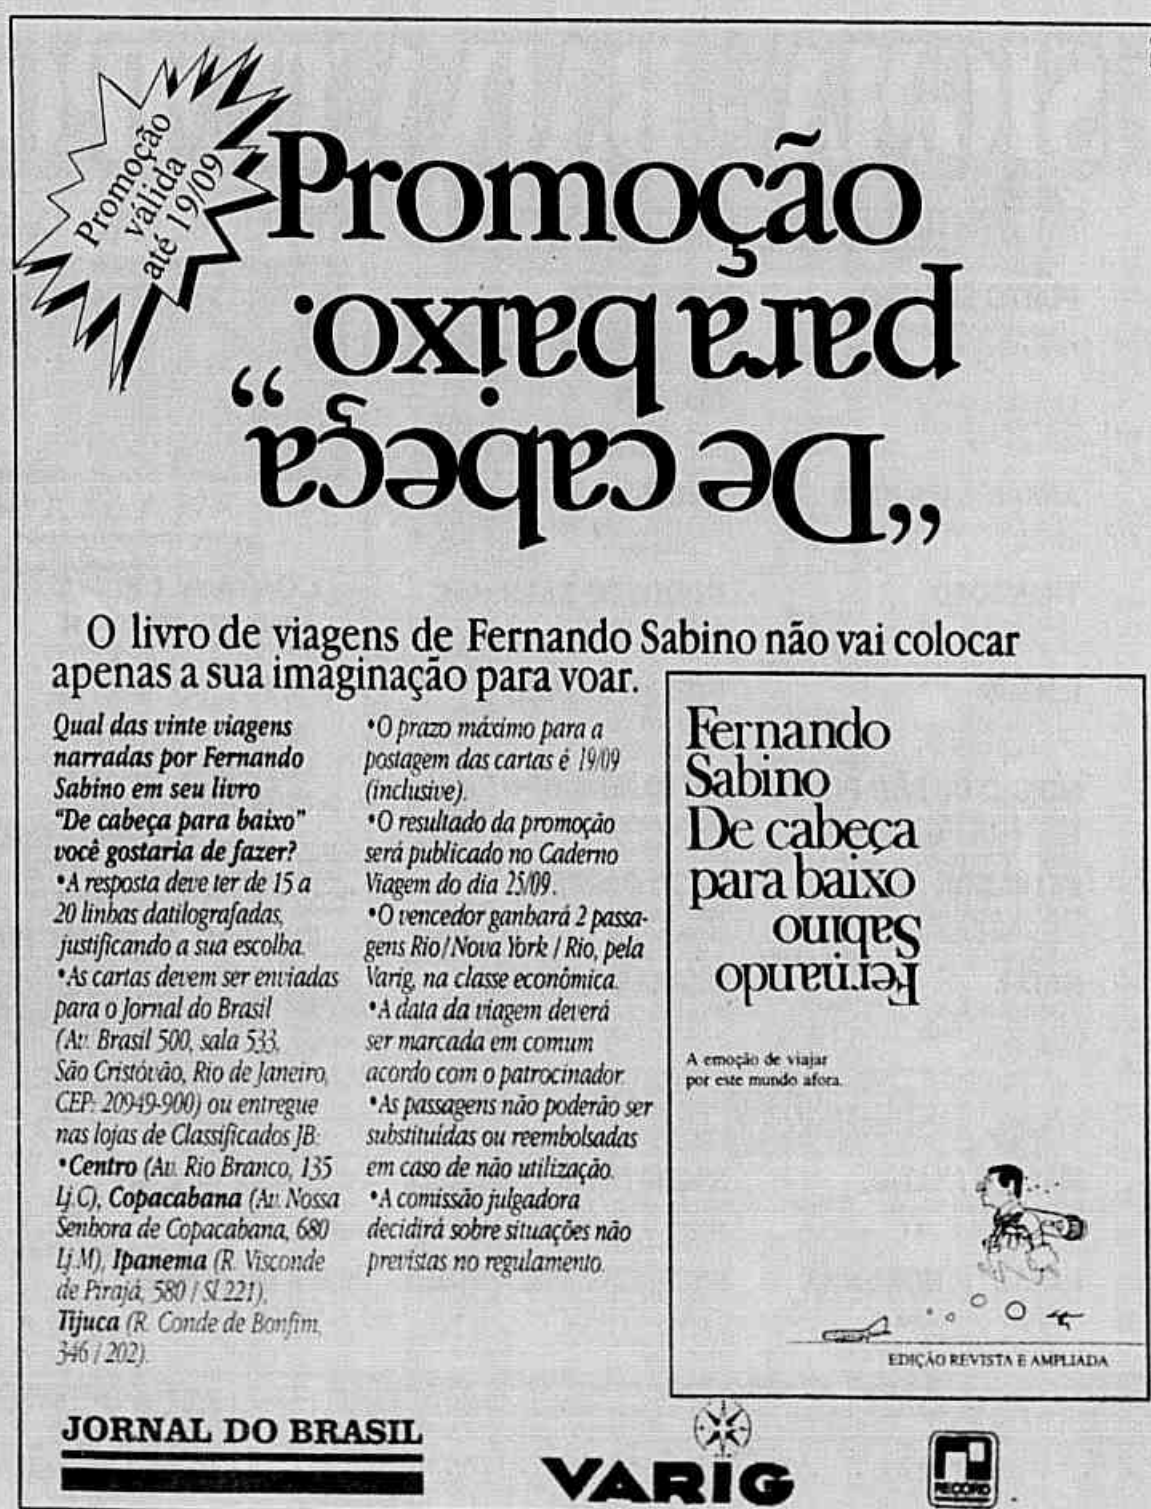 Promoção
válida
até 19/09
Promoção
“De cabeça
para baixo.”
O livro de viagens de Fernando Sabino não vai colocar
apenas a sua imaginação para voar.
Qual das vinte viagens
narradas por Fernando
Sabino em seu livro
“De cabeça para baixo”
você gostaria de fazer?
•A resposta deve ter de 15 a
20 linhas datilografadas,
justificando a sua escolha.
•As cartas devem ser enviadas
para o Jornal do Brasil
(Av. Brasil 500, sala 533,
São Cristóvão, Rio de Janeiro,
CEP: 20949-900) ou entregue
nas lojas de Classificados JB:
•Centro (Av. Rio Branco, 135
Lj.C), Copacabana (Av. Nossa
Senhora de Copacabana, 680
Lj.M), Ipanema (R. Visconde
de Pirajá, 580 / Sl.221),
Tijuca (R. Conde de Bonfim,
346 / 202).
•O prazo máximo para a
postagem das cartas é 19/09
(inclusive).
•O resultado da promoção
será publicado no Caderno
Viagem do dia 25/09.
•O vencedor ganhará 2 passa-
gens Rio/Nova York / Rio, pela
Varig, na classe econômica.
•A data da viagem deverá
ser marcada em comum
acordo com o patrocinador.
•As passagens não poderão ser
substituídas ou reembolsadas
em caso de não utilização.
•A comissão julgadora
decidirá sobre situações não
previstas no regulamento.
Fernando
Sabino
De cabeça
para baixo
Fernando
Sabino
A emoção de viajar
por este mundo afora.
EDIÇÃO REVISTA E AMPLIADA
JORNAL DO BRASIL
VARIG
RECORD